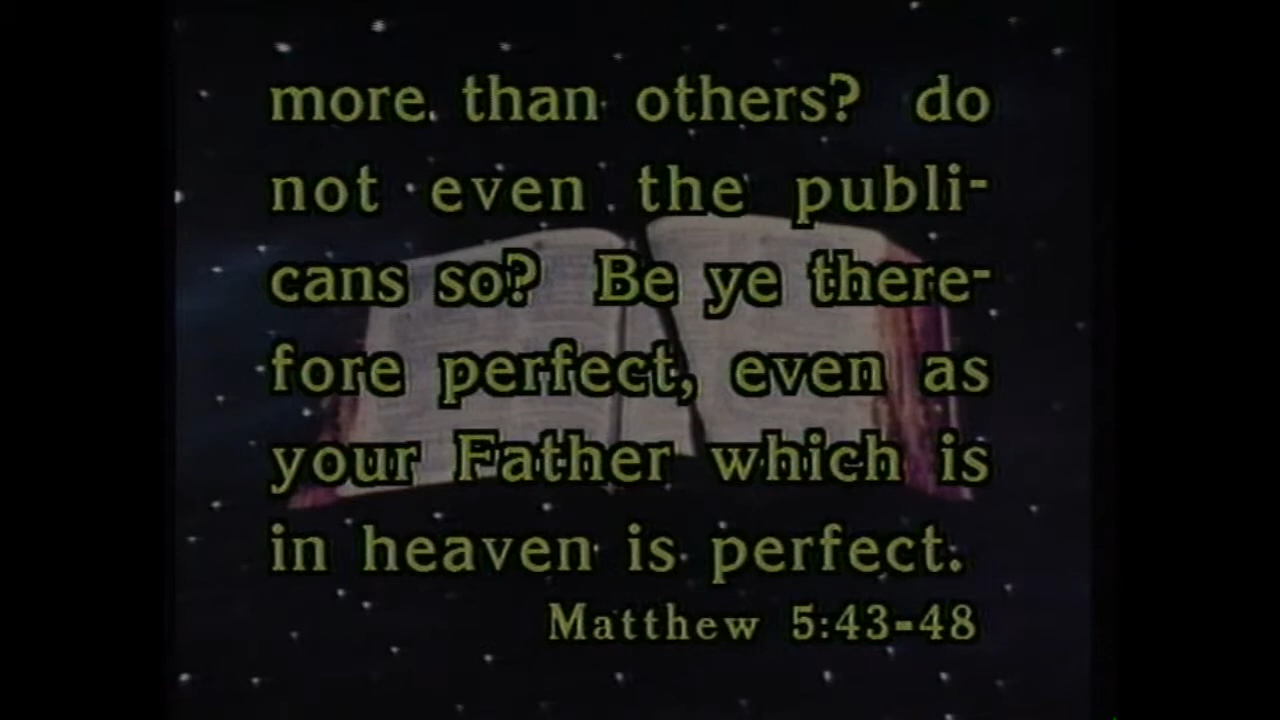 more than others? do
not even the publi-
cans so? Be ye there-
fore perfect, even as
your Father which is
in heaven is perfect.
Matthew 5:43-48